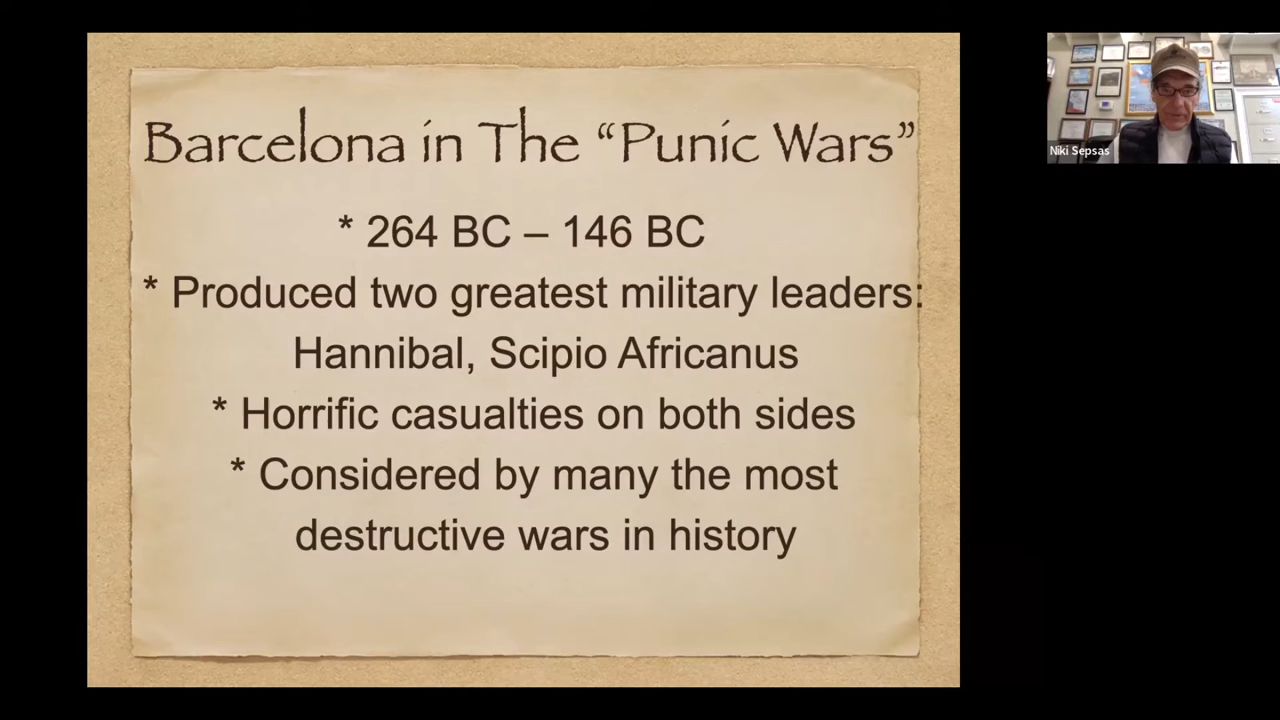 Barcelona in The “Punic Wars”
* 264 BC – 146 BC
* Produced two greatest military leaders:
Hannibal, Scipio Africanus
* Horrific casualties on both sides
* Considered by many the most
destructive wars in history
Niki Sepsas